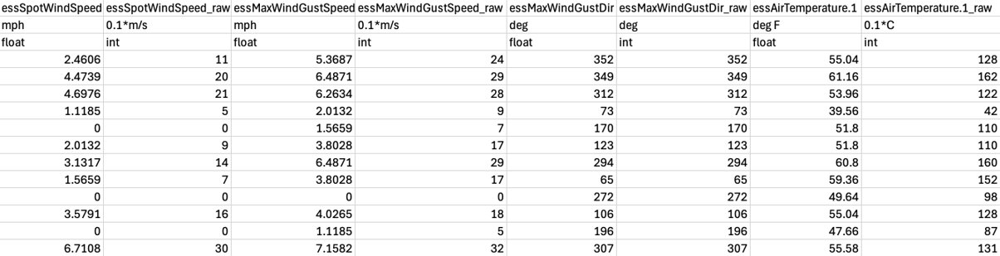 essSpotWindSpeed essSpotWindSpeed_raw essMaxWindGustSpeed essMaxWindGustSpeed_raw essMaxWindGustDir essMaxWindGustDir_raw essAirTemperature.1 essAirTemperature.1_raw
mph 0.1*m/s mph 0.1*m/s deg deg deg F 0.1*C
float int float int float int float int
2.4606 11 5.3687 24 352 352 55.04 128
4.4739 20 6.4871 29 349 349 61.16 162
4.6976 21 6.2634 28 312 312 53.96 122
1.1185 5 2.0132 9 73 73 39.56 42
0 0 1.5659 7 170 170 51.8 110
2.0132 9 3.8028 17 123 123 51.8 110
3.1317 14 6.4871 29 294 294 60.8 160
1.5659 7 3.8028 17 65 65 59.36 152
0 0 0 0 272 272 49.64 98
3.5791 16 4.0265 18 106 106 55.04 128
0 0 1.1185 5 196 196 47.66 87
6.7108 30 7.1582 32 307 307 55.58 131